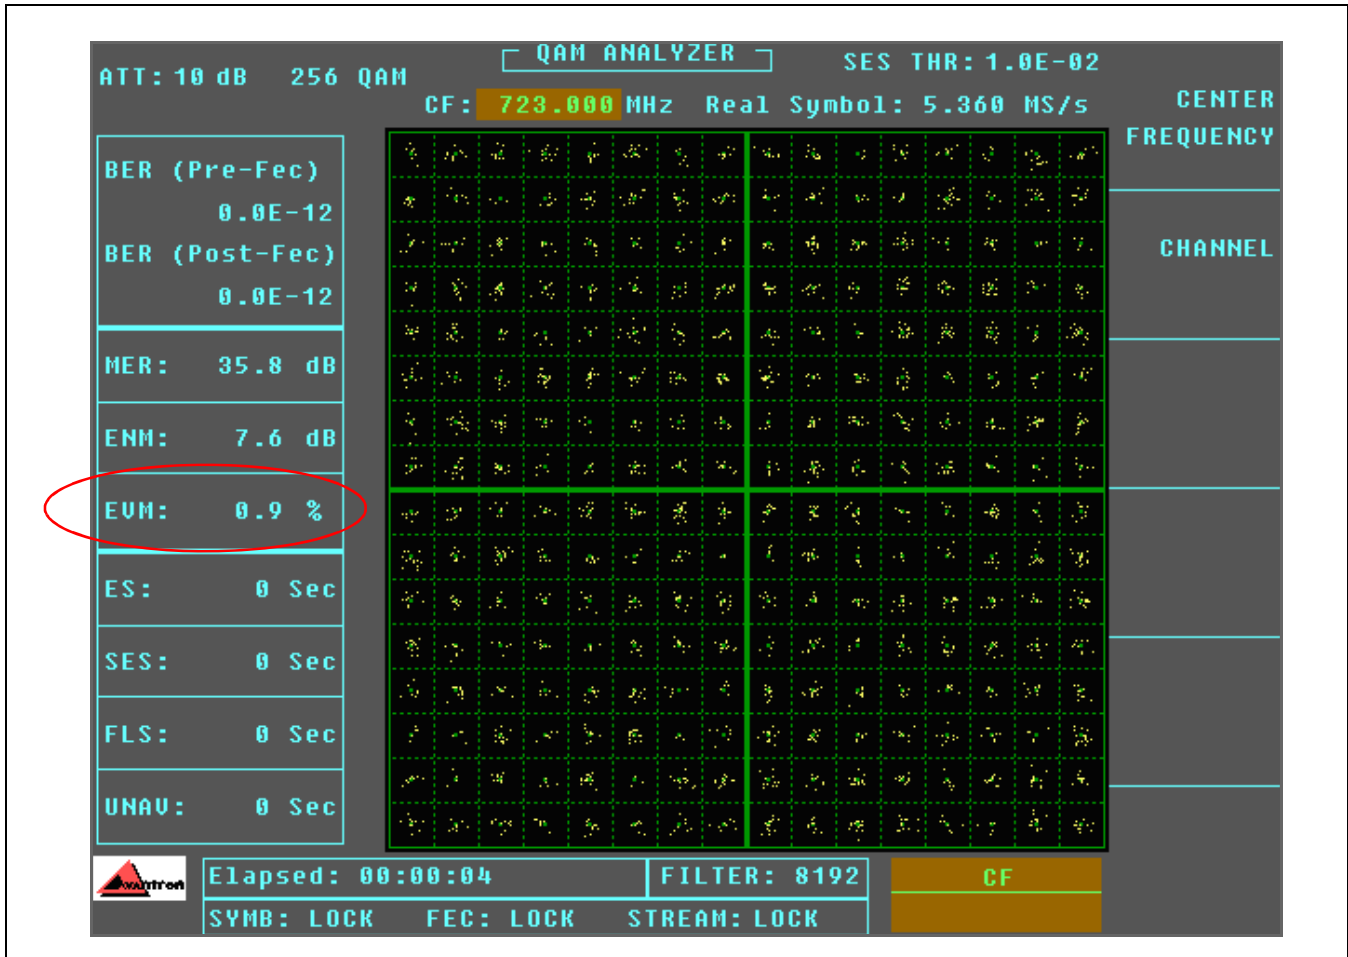 QAM ANALYZER
ATT: 10 dB 256 QAM
SES THR: 1.0E-02
CF: 723.000 MHz Real Symbol: 5.360 MS/s
CENTER
FREQUENCY
CHANNEL
BER (Pre-Fec)
0.0E-12
BER (Post-Fec)
0.0E-12
MER: 35.8 dB
ENM: 7.6 dB
EVM: 0.9 %
ES: 0 Sec
SES: 0 Sec
FLS: 0 Sec
UNAV: 0 Sec
Avantron
Elapsed: 00:00:04 FILTER: 8192
CF
SYMB: LOCK FEC: LOCK STREAM: LOCK